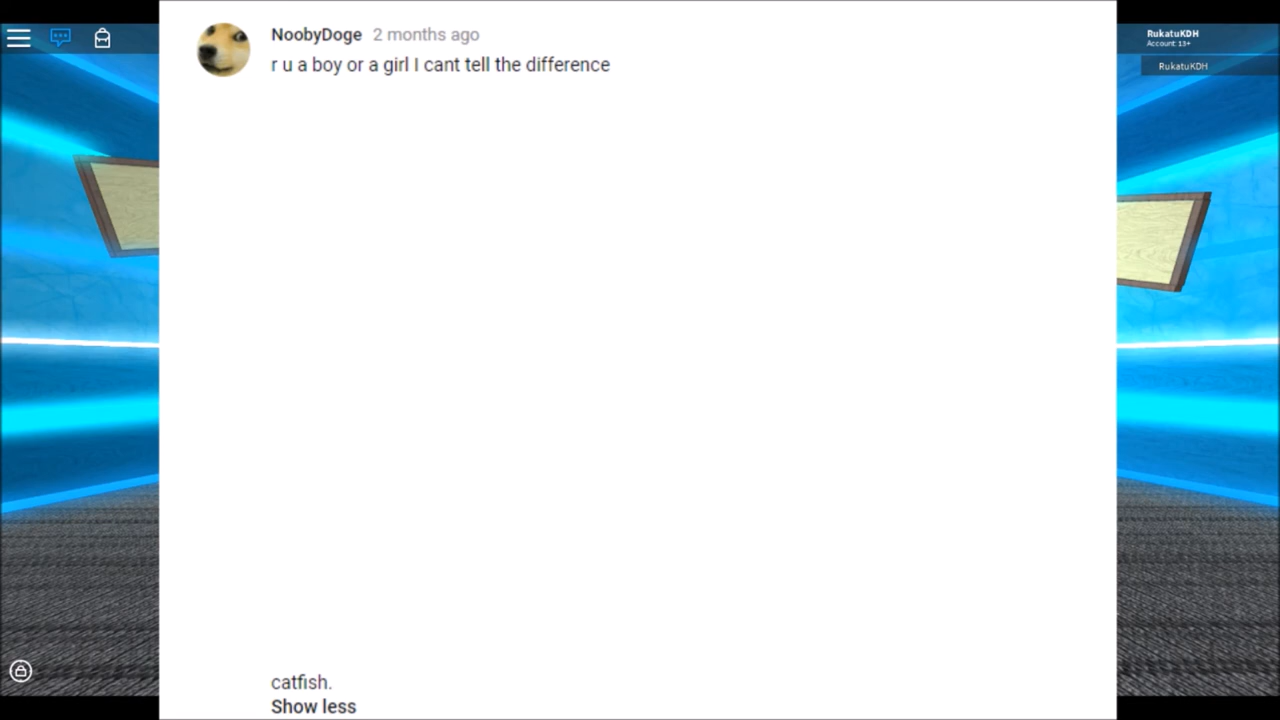 NoobyDoge 2 months ago
r u a boy or a girl I cant tell the difference
catfish.
Show less
RukatuKDH
Account: 13+
RukatuKDH